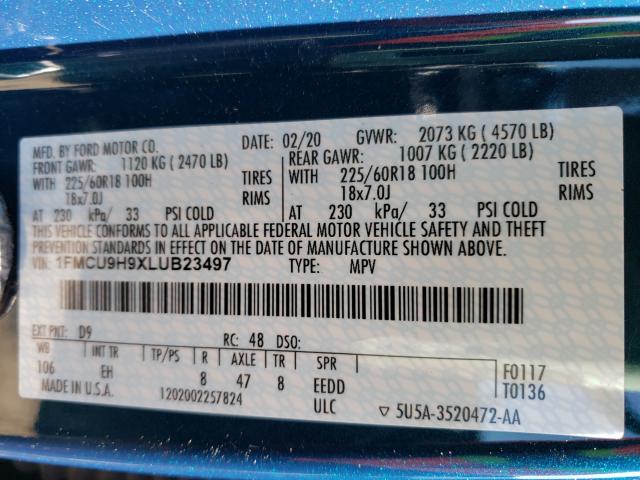 MFD. BY FORD MOTOR CO. DATE: 02/20 GVWR: 2073 KG ( 4570 LB)
FRONT GAWR: 1120 KG ( 2470 LB) REAR GAWR: 1007 KG ( 2220 LB)
WITH 225/60R18 100H TIRES WITH 225/60R18 100H TIRES
18x7.0J RIMS 18x7.0J RIMS
AT 230 kPa/ 33 PSI COLD AT 230 kPa/ 33 PSI COLD
THIS VEHICLE CONFORMS TO ALL APPLICABLE FEDERAL MOTOR VEHICLE SAFETY AND THEFT
PREVENTION STANDARDS IN EFFECT ON THE DATE OF MANUFACTURE SHOWN ABOVE.
VIN: 1FMCU9H9XLUB23497 TYPE: MPV
EXT PNT: D9 RC: 48 DSO:
WB INT TR TP/PS R AXLE TR SPR F0117
106 EH 8 47 8 EEDD T0136
MADE IN U.S.A. 1202002257824 ULC ▽ 5U5A-3520472-AA